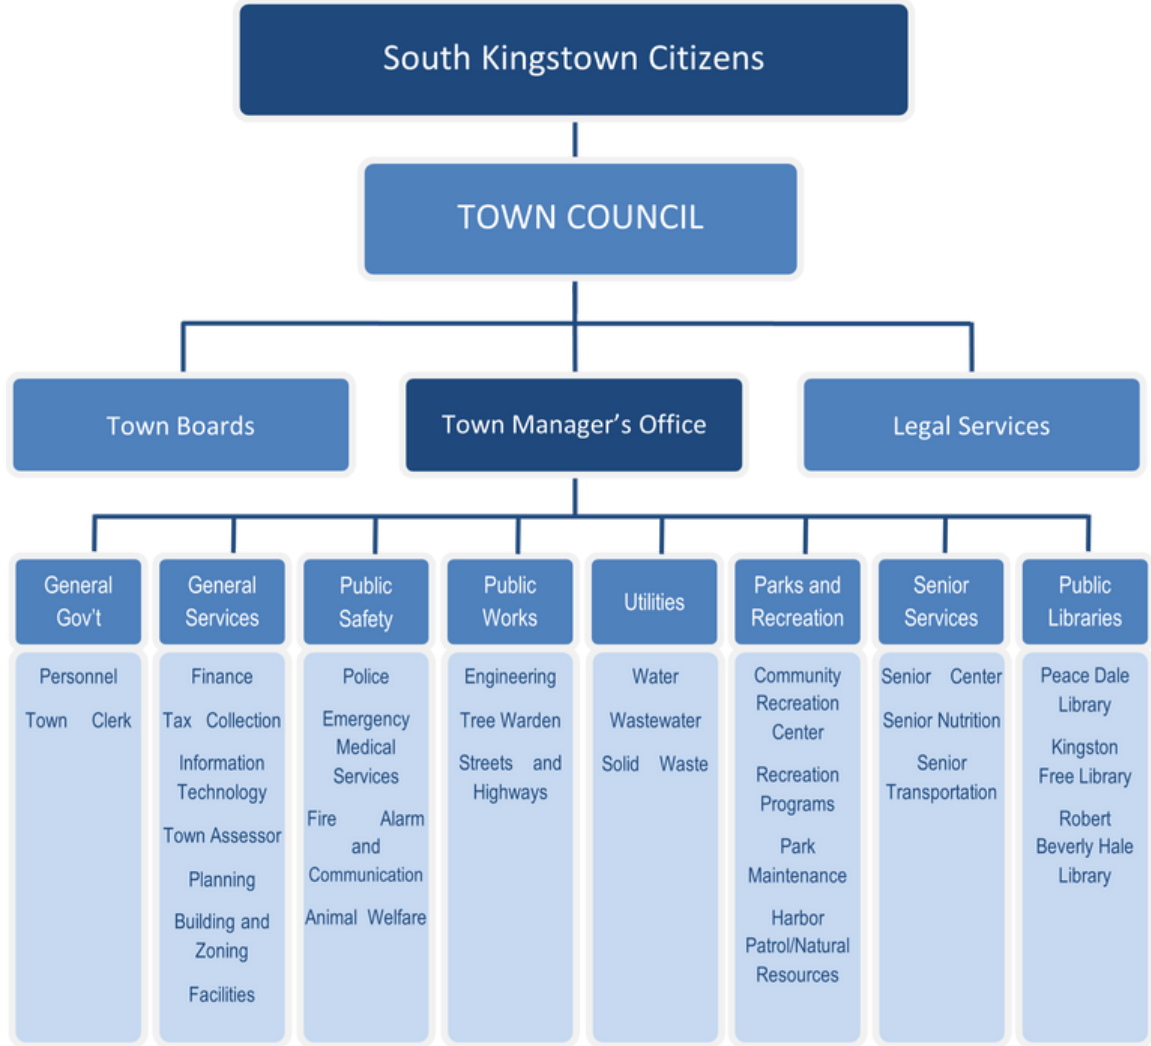 South Kingstown Citizens
TOWN COUNCIL
Town Boards
Town Manager's Office
Legal Services
General
Gov't
General
Services
Public
Safety
Public
Works
Utilities
Parks and
Recreation
Senior
Services
Public
Libraries
Personnel
Town Clerk
Finance
Tax Collection
Information
Technology
Town Assessor
Planning
Building and
Zoning
Facilities
Police
Emergency
Medical
Services
Fire Alarm
and
Communication
Animal Welfare
Engineering
Tree Warden
Streets and
Highways
Water
Wastewater
Solid Waste
Community
Recreation
Center
Recreation
Programs
Park
Maintenance
Harbor
Patrol/Natural
Resources
Senior Center
Senior Nutrition
Senior
Transportation
Peace Dale
Library
Kingston
Free Library
Robert
Beverly Hale
Library